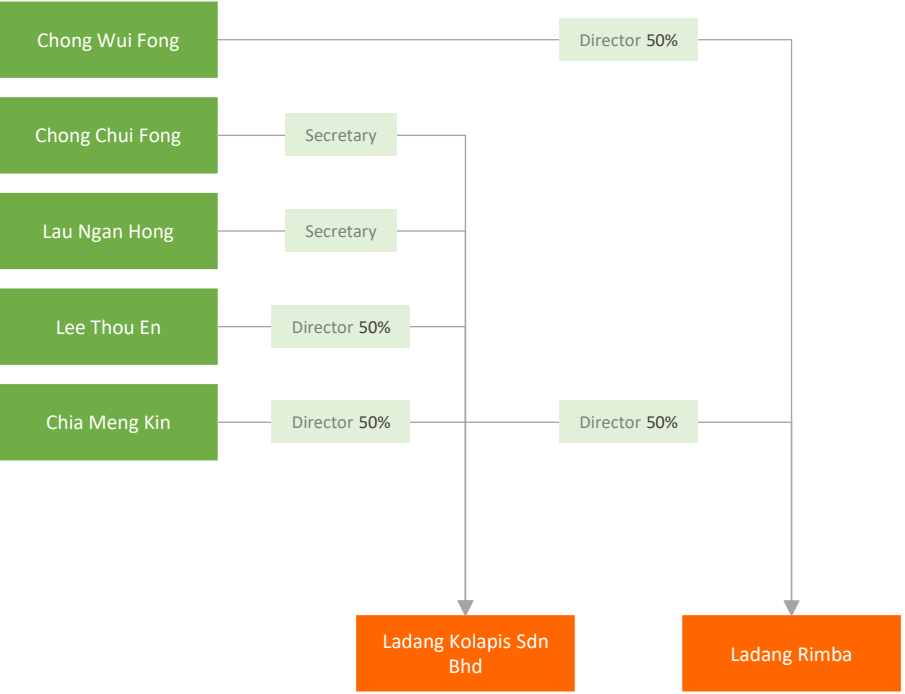 Chong Wui Fong
Director 50%
Chong Chui Fong
Secretary
Lau Ngan Hong
Secretary
Lee Thou En
Director 50%
Chia Meng Kin
Director 50%
Director 50%
Ladang Kolapis Sdn
Bhd
Ladang Rimba